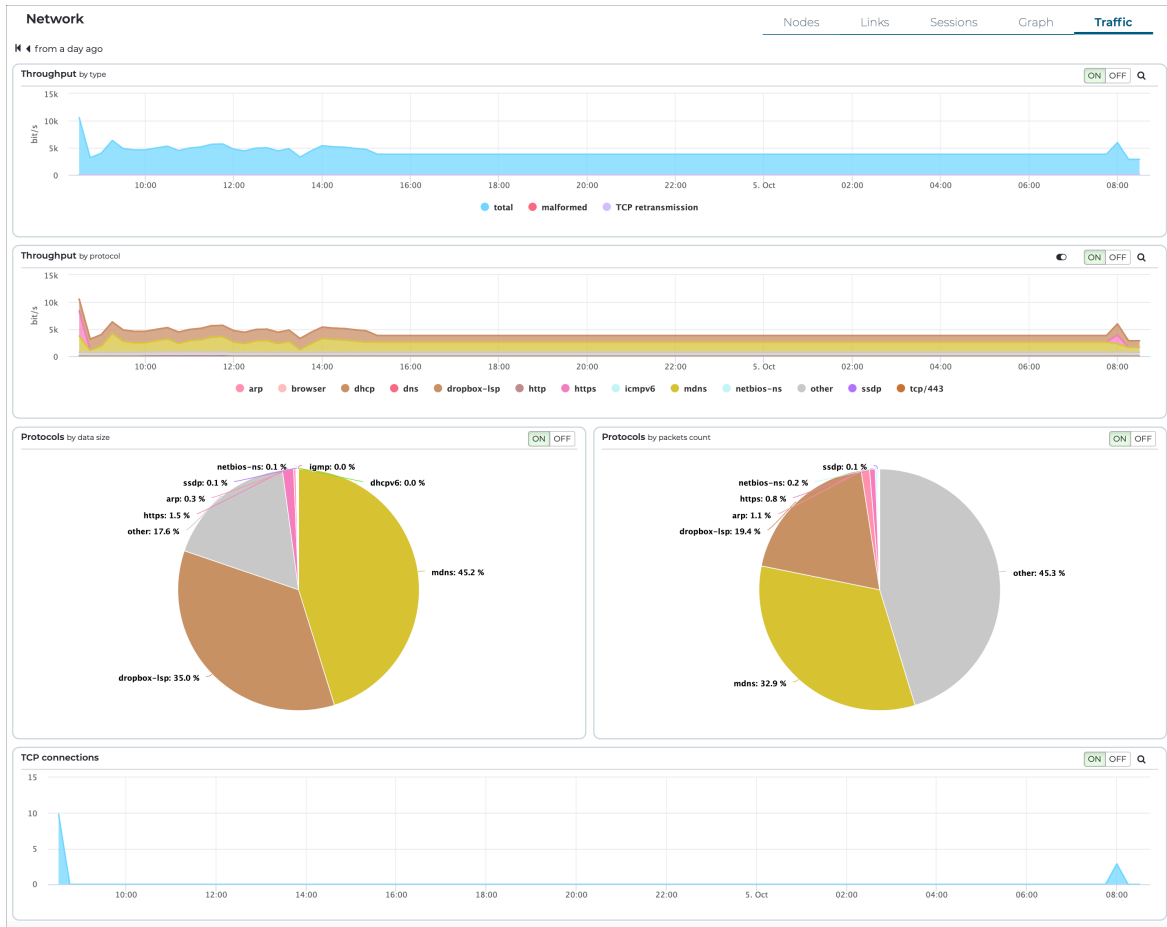 Network
Nodes Links Sessions Graph Traffic
from a day ago
Throughput by type
ON OFF
15k
10k
5k
0
bit/s
10:00 12:00 14:00 16:00 18:00 20:00 22:00 5. Oct 02:00 04:00 06:00 08:00
total malformed TCP retransmission
Throughput by protocol
ON OFF
15k
10k
5k
0
bit/s
10:00 12:00 14:00 16:00 18:00 20:00 22:00 5. Oct 02:00 04:00 06:00 08:00
arp browser dhcp dns dropbox-lsp http https icmpv6 mdns netbios-ns other ssdp tcp/443
Protocols by data size
ON OFF
netbios-ns: 0.1 % igmp: 0.0 %
ssdp: 0.1 % dhcpv6: 0.0 %
arp: 0.3 %
https: 1.5 %
other: 17.6 %
mdns: 45.2 %
dropbox-lsp: 35.0 %
Protocols by packets count
ON OFF
ssdp: 0.1 %
netbios-ns: 0.2 %
https: 0.8 %
arp: 1.1 %
dropbox-lsp: 19.4 %
other: 45.3 %
mdns: 32.9 %
TCP connections
ON OFF
15
10
5
0
10:00 12:00 14:00 16:00 18:00 20:00 22:00 5. Oct 02:00 04:00 06:00 08:00